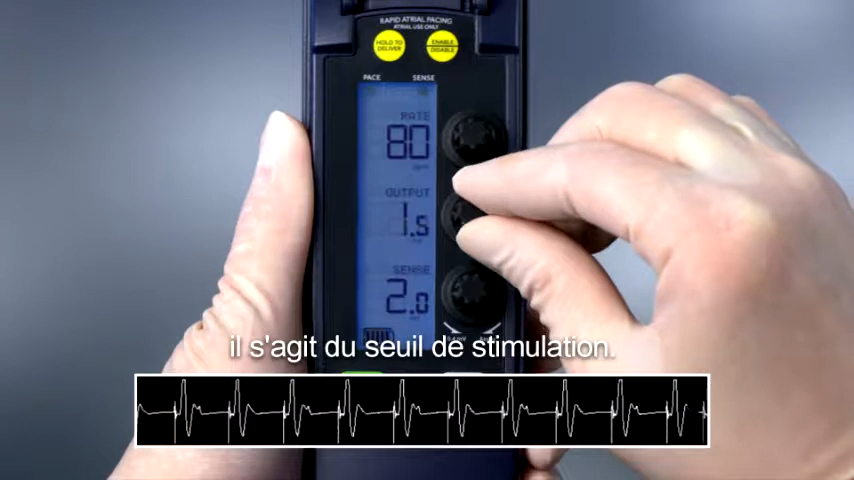 RAPID ATRIAL PACING
ATRIAL USE ONLY
HOLD TO
DELIVER
ENABLE
DISABLE
PACE SENSE
RATE
80
OUTPUT
1.5
SENSE
2.0
il s'agit du seuil de stimulation.